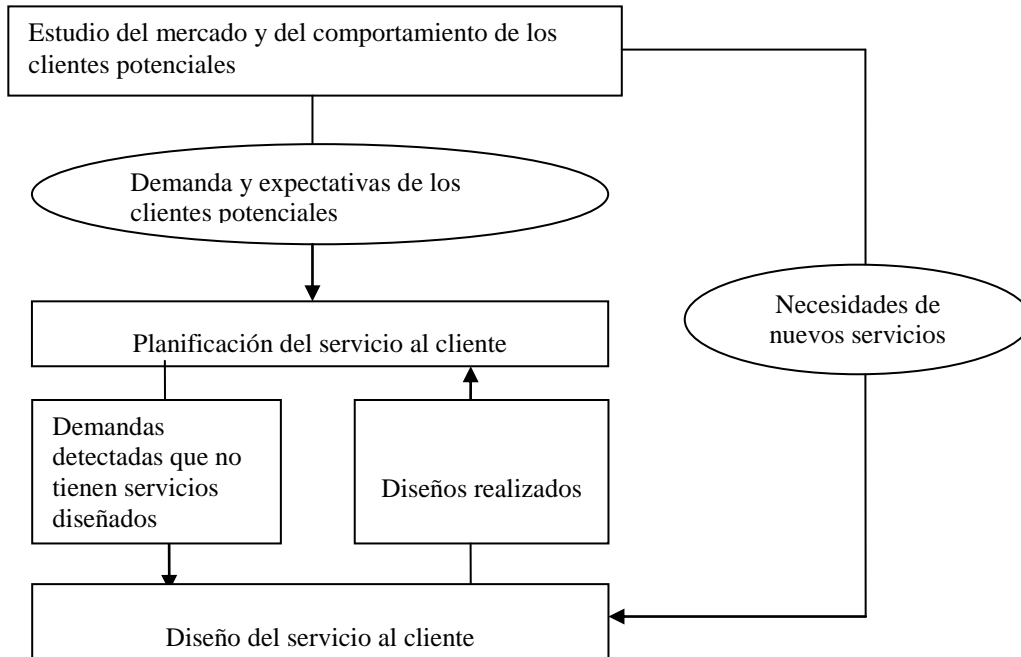 Estudio del mercado y del comportamiento de los
clientes potenciales
Demanda y expectativas de los
clientes potenciales
Necesidades de
nuevos servicios
Planificación del servicio al cliente
Demandas
detectadas que no
tienen servicios
diseñados
Diseños realizados
Diseño del servicio al cliente